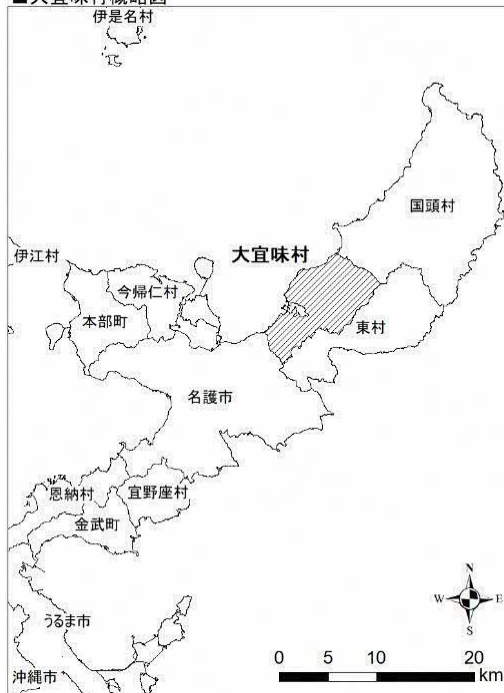 ■大宜味村概略図
伊是名村
国頭村
大宜味村
伊江村
今帰仁村
本部町
東村
名護市
恩納村
宜野座村
金武町
うるま市
沖縄市
N
W
E
S
0 5 10 20
km